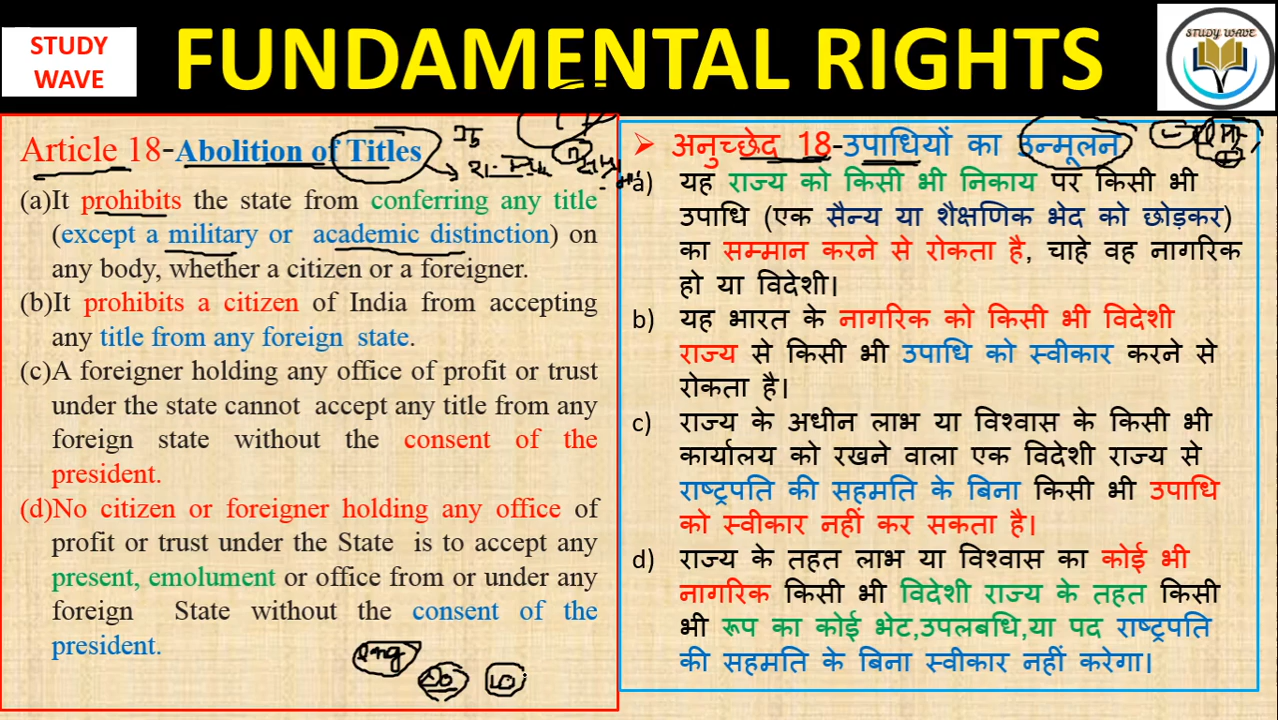 STUDY
WAVE
FUNDAMENTAL RIGHTS
STUDY WAVE
Article 18-Abolition of Titles
(a)It prohibits the state from conferring any title
(except a military or academic distinction) on
any body, whether a citizen or a foreigner.
(b)It prohibits a citizen of India from accepting
any title from any foreign state.
(c)A foreigner holding any office of profit or trust
under the state cannot accept any title from any
foreign state without the consent of the
president.
(d)No citizen or foreigner holding any office of
profit or trust under the State is to accept any
present, emolument or office from or under any
foreign State without the consent of the
president.
➢ अनुच्छेद 18-उपाधियों का उन्मूलन
a) यह राज्य को किसी भी निकाय पर किसी भी
उपाधि (एक सैन्य या शैक्षणिक भेद को छोड़कर)
का सम्मान करने से रोकता है, चाहे वह नागरिक
हो या विदेशी।
b) यह भारत के नागरिक को किसी भी विदेशी
राज्य से किसी भी उपाधि को स्वीकार करने से
रोकता है।
c) राज्य के अधीन लाभ या विश्वास के किसी भी
कार्यालय को रखने वाला एक विदेशी राज्य से
राष्ट्रपति की सहमति के बिना किसी भी उपाधि
को स्वीकार नहीं कर सकता है।
d) राज्य के तहत लाभ या विश्वास का कोई भी
नागरिक किसी भी विदेशी राज्य के तहत किसी
भी रूप का कोई भेट,उपलबधि,या पद राष्ट्रपति
की सहमति के बिना स्वीकार नहीं करेगा।